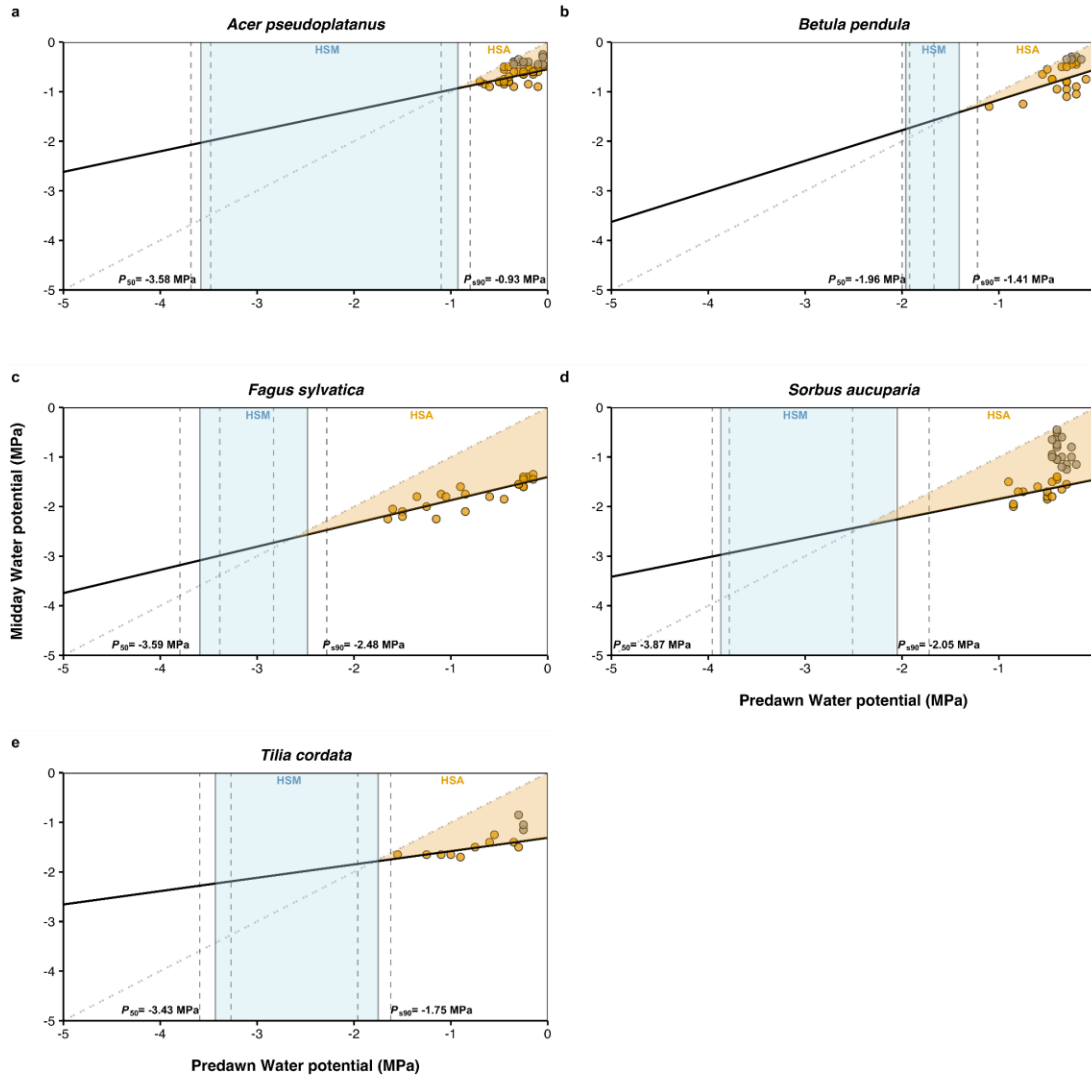 a
Acer pseudoplatanus
HSM
HSA
0
-1
-2
-3
-4
-5
P50= -3.58 MPa
Ps90= -0.93 MPa
-5 -4 -3 -2 -1 0
b
Betula pendula
HSM
HSA
0
-1
-2
-3
-4
-5
P50= -1.96 MPa
Ps90= -1.41 MPa
-5 -4 -3 -2 -1
c
Fagus sylvatica
HSM
HSA
0
-1
-2
-3
-4
-5
P50= -3.59 MPa
Ps90= -2.48 MPa
-5 -4 -3 -2 -1 0
Midday Water potential (MPa)
d
Sorbus aucuparia
HSM
HSA
0
-1
-2
-3
-4
-5
P50= -3.87 MPa
Ps90= -2.05 MPa
-5 -4 -3 -2 -1
Predawn Water potential (MPa)
e
Tilia cordata
HSM
HSA
0
-1
-2
-3
-4
-5
P50= -3.43 MPa
Ps90= -1.75 MPa
-5 -4 -3 -2 -1 0
Predawn Water potential (MPa)